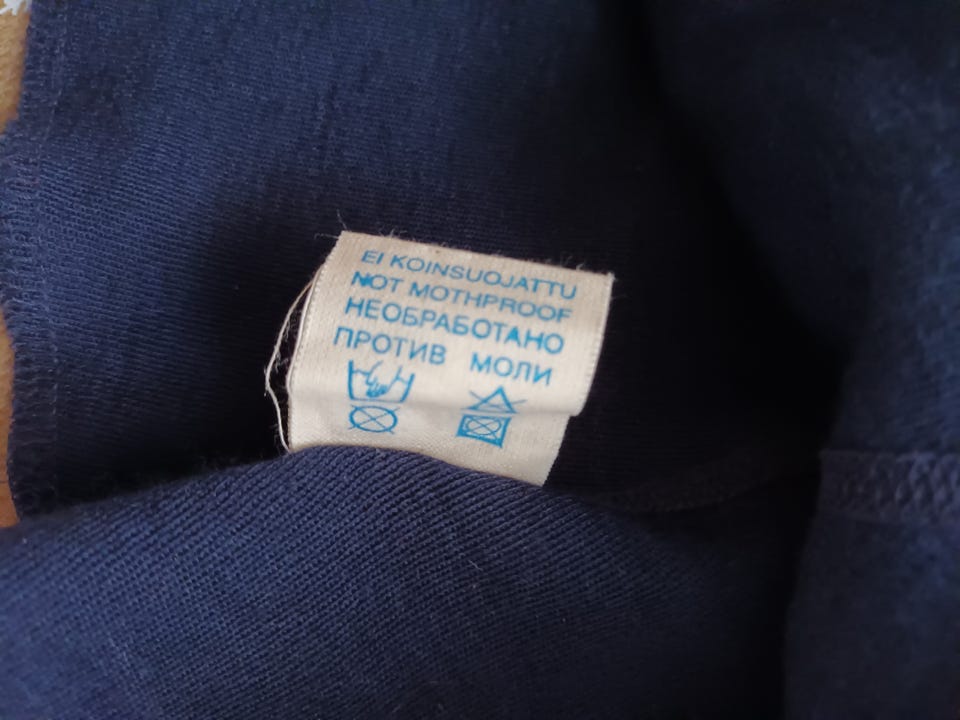 EI KOINSUOJATTU
NOT MOTHPROOF
НЕОБРАБОТАНО
ПРОТИВ МОЛИ